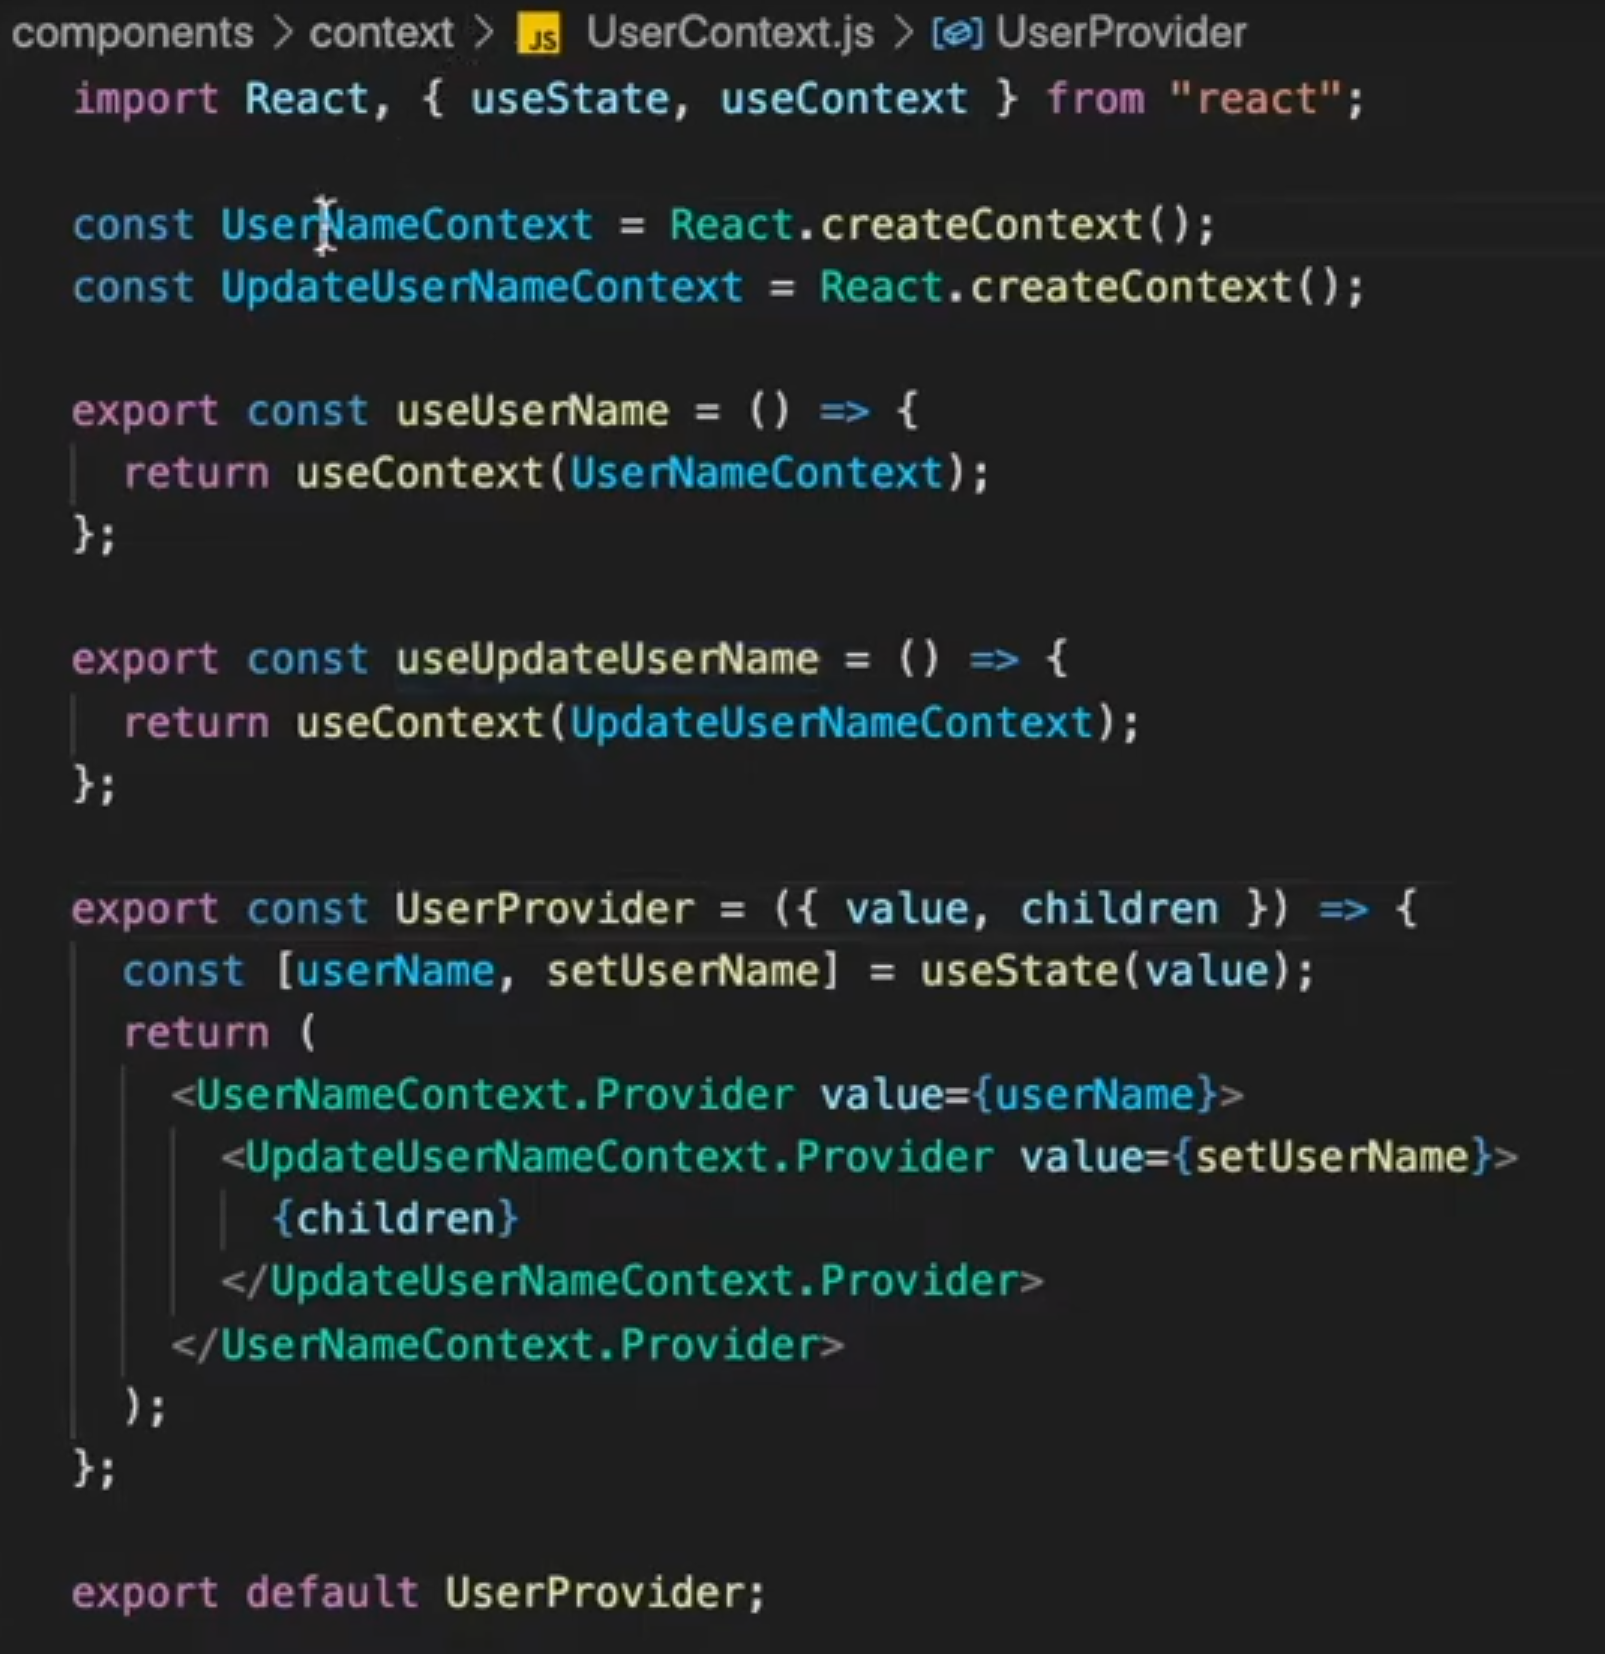 components > context > JS UserContext.js > UserProvider
import React, { useState, useContext } from "react";
const UserNameContext = React.createContext();
const UpdateUserNameContext = React.createContext();
export const useUserName = () => {
return useContext(UserNameContext);
};
export const useUpdateUserName = () => {
return useContext(UpdateUserNameContext);
};
export const UserProvider = ({ value, children }) => {
const [userName, setUserName] = useState(value);
return (
<UserNameContext.Provider value={userName}>
<UpdateUserNameContext.Provider value={setUserName}>
{children}
</UpdateUserNameContext.Provider>
</UserNameContext.Provider>
);
};
export default UserProvider;